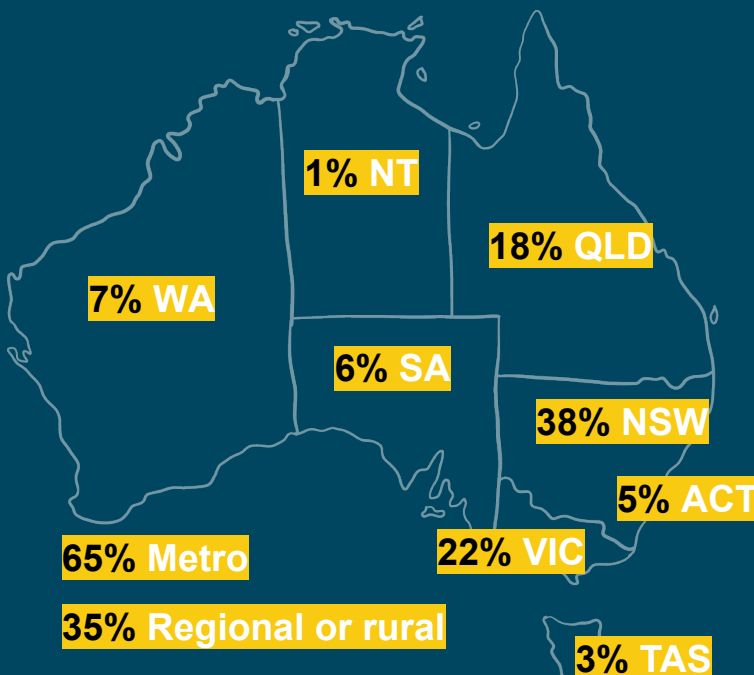 1% NT
18% QLD
7% WA
6% SA
38% NSW
5% ACT
22% VIC
65% Metro
35% Regional or rural
3% TAS